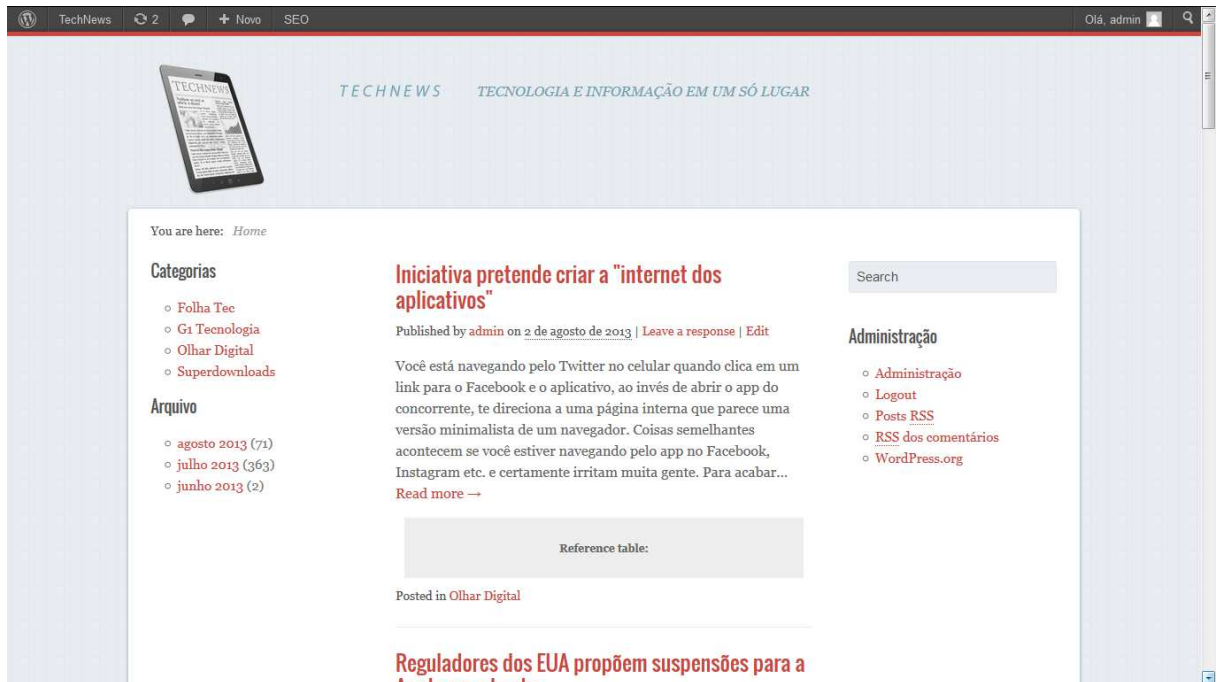 TechNews 2 + Novo SEO Olá, admin
TECHNEWS
TECHNEWS TECNOLOGIA E INFORMAÇÃO EM UM SÓ LUGAR
You are here: Home
Categorias
Folha Tec
G1 Tecnologia
Olhar Digital
Superdownloads
Arquivo
agosto 2013 (71)
julho 2013 (363)
junho 2013 (2)
Iniciativa pretende criar a "internet dos
aplicativos"
Published by admin on 2 de agosto de 2013 | Leave a response | Edit
Você está navegando pelo Twitter no celular quando clica em um
link para o Facebook e o aplicativo, ao invés de abrir o app do
concorrente, te direciona a uma página interna que parece uma
versão minimalista de um navegador. Coisas semelhantes
acontecem se você estiver navegando pelo app no Facebook,
Instagram etc. e certamente irritam muita gente. Para acabar...
Read more →
Reference table:
Posted in Olhar Digital
Reguladores dos EUA propõem suspensões para a
Search
Administração
Administração
Logout
Posts RSS
RSS dos comentários
WordPress.org